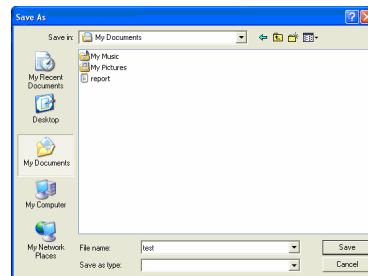 Save As
Save in: My Documents
My Music
My Pictures
report
My Recent
Documents
Desktop
My Documents
My Computer
My Network
Places
File name: test Save
Save as type: Cancel